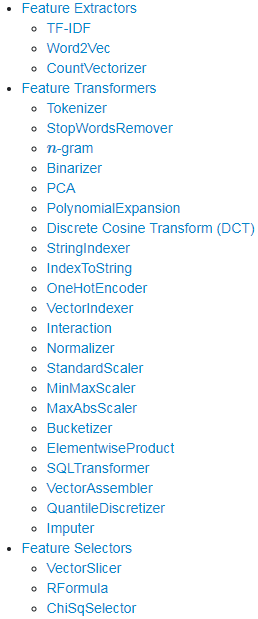 Feature Extractors
TF-IDF
Word2Vec
CountVectorizer
Feature Transformers
Tokenizer
StopWordsRemover
n-gram
Binarizer
PCA
PolynomialExpansion
Discrete Cosine Transform (DCT)
StringIndexer
IndexToString
OneHotEncoder
VectorIndexer
Interaction
Normalizer
StandardScaler
MinMaxScaler
MaxAbsScaler
Bucketizer
ElementwiseProduct
SQLTransformer
VectorAssembler
QuantileDiscretizer
Imputer
Feature Selectors
VectorSlicer
RFormula
ChiSqSelector